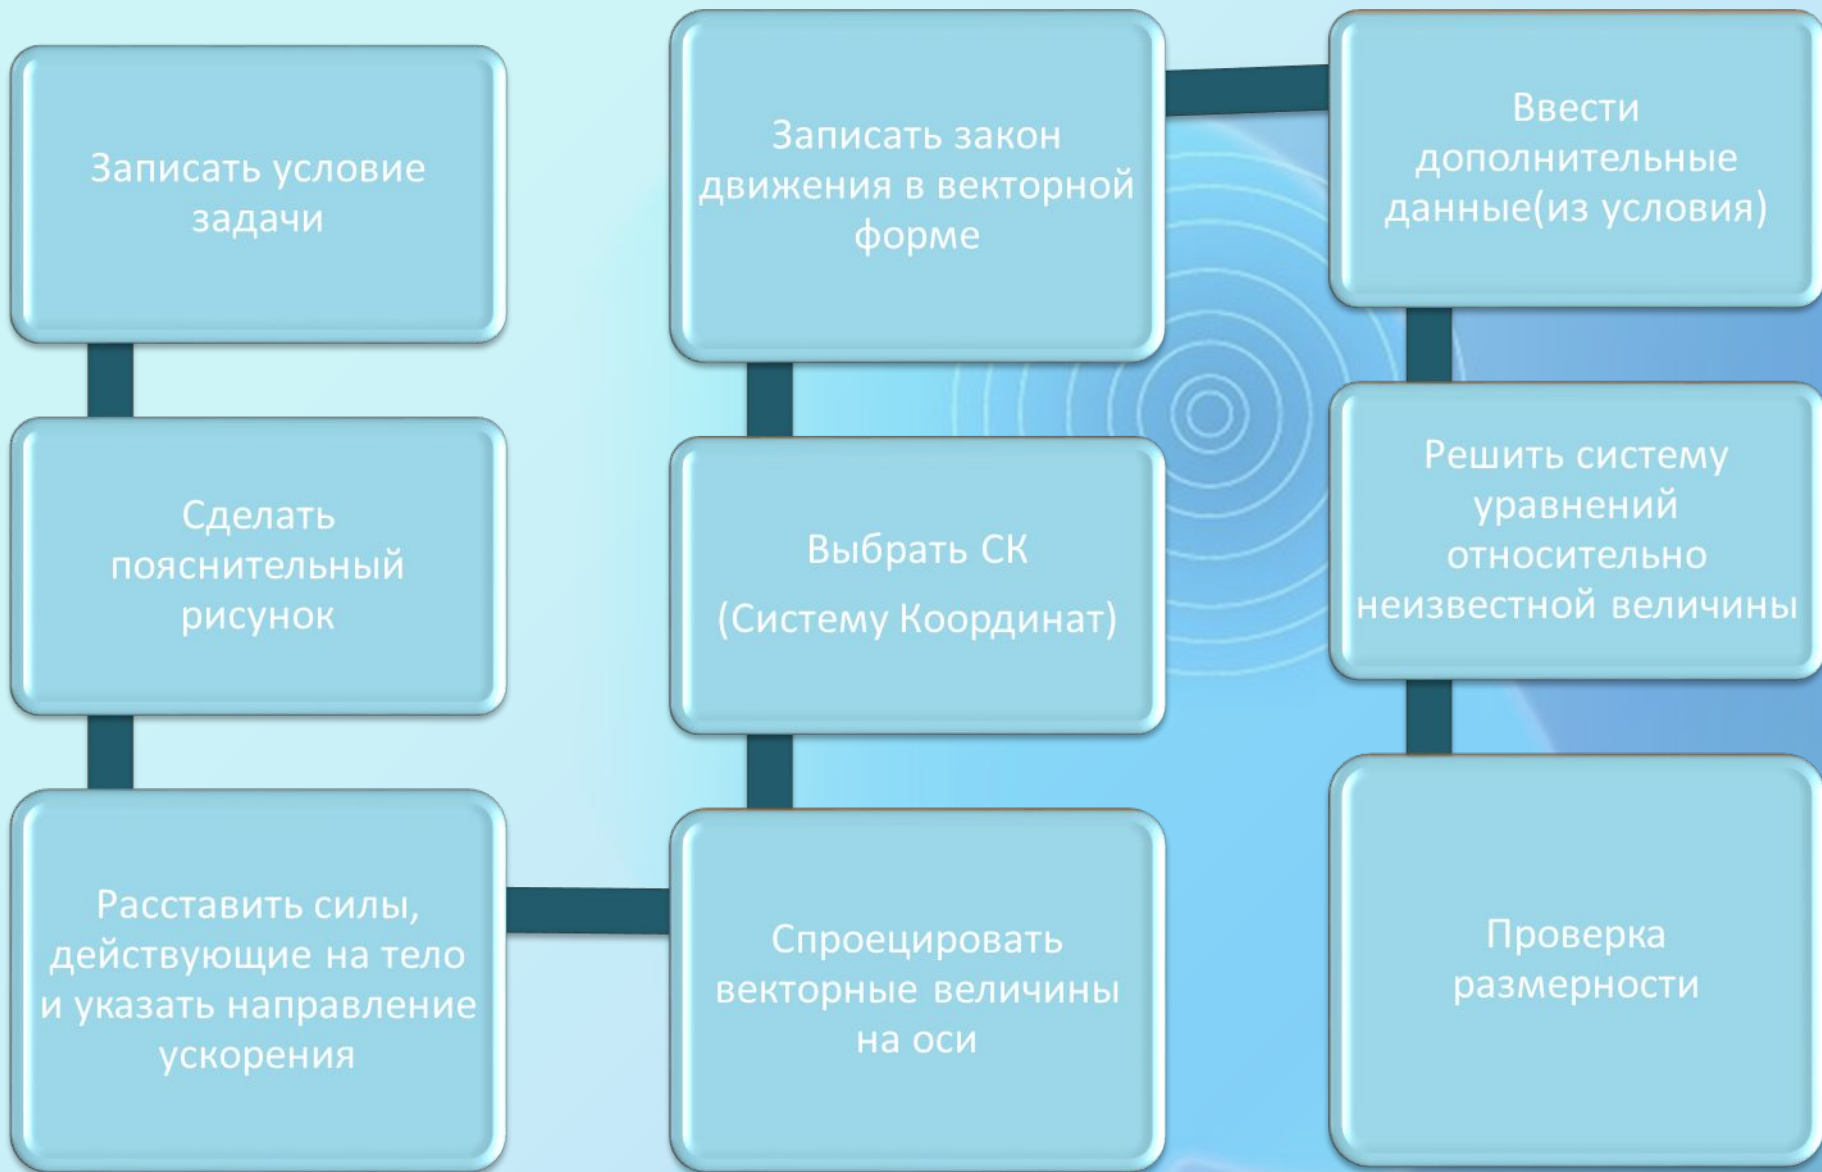 Записать условие
задачи
Сделать
пояснительный
рисунок
Расставить силы,
действующие на тело
и указать направление
ускорения
Спроецировать
векторные величины
на оси
Выбрать СК
(Систему Координат)
Записать закон
движения в векторной
форме
Ввести
дополнительные
данные(из условия)
Решить систему
уравнений
относительно
неизвестной величины
Проверка
размерности